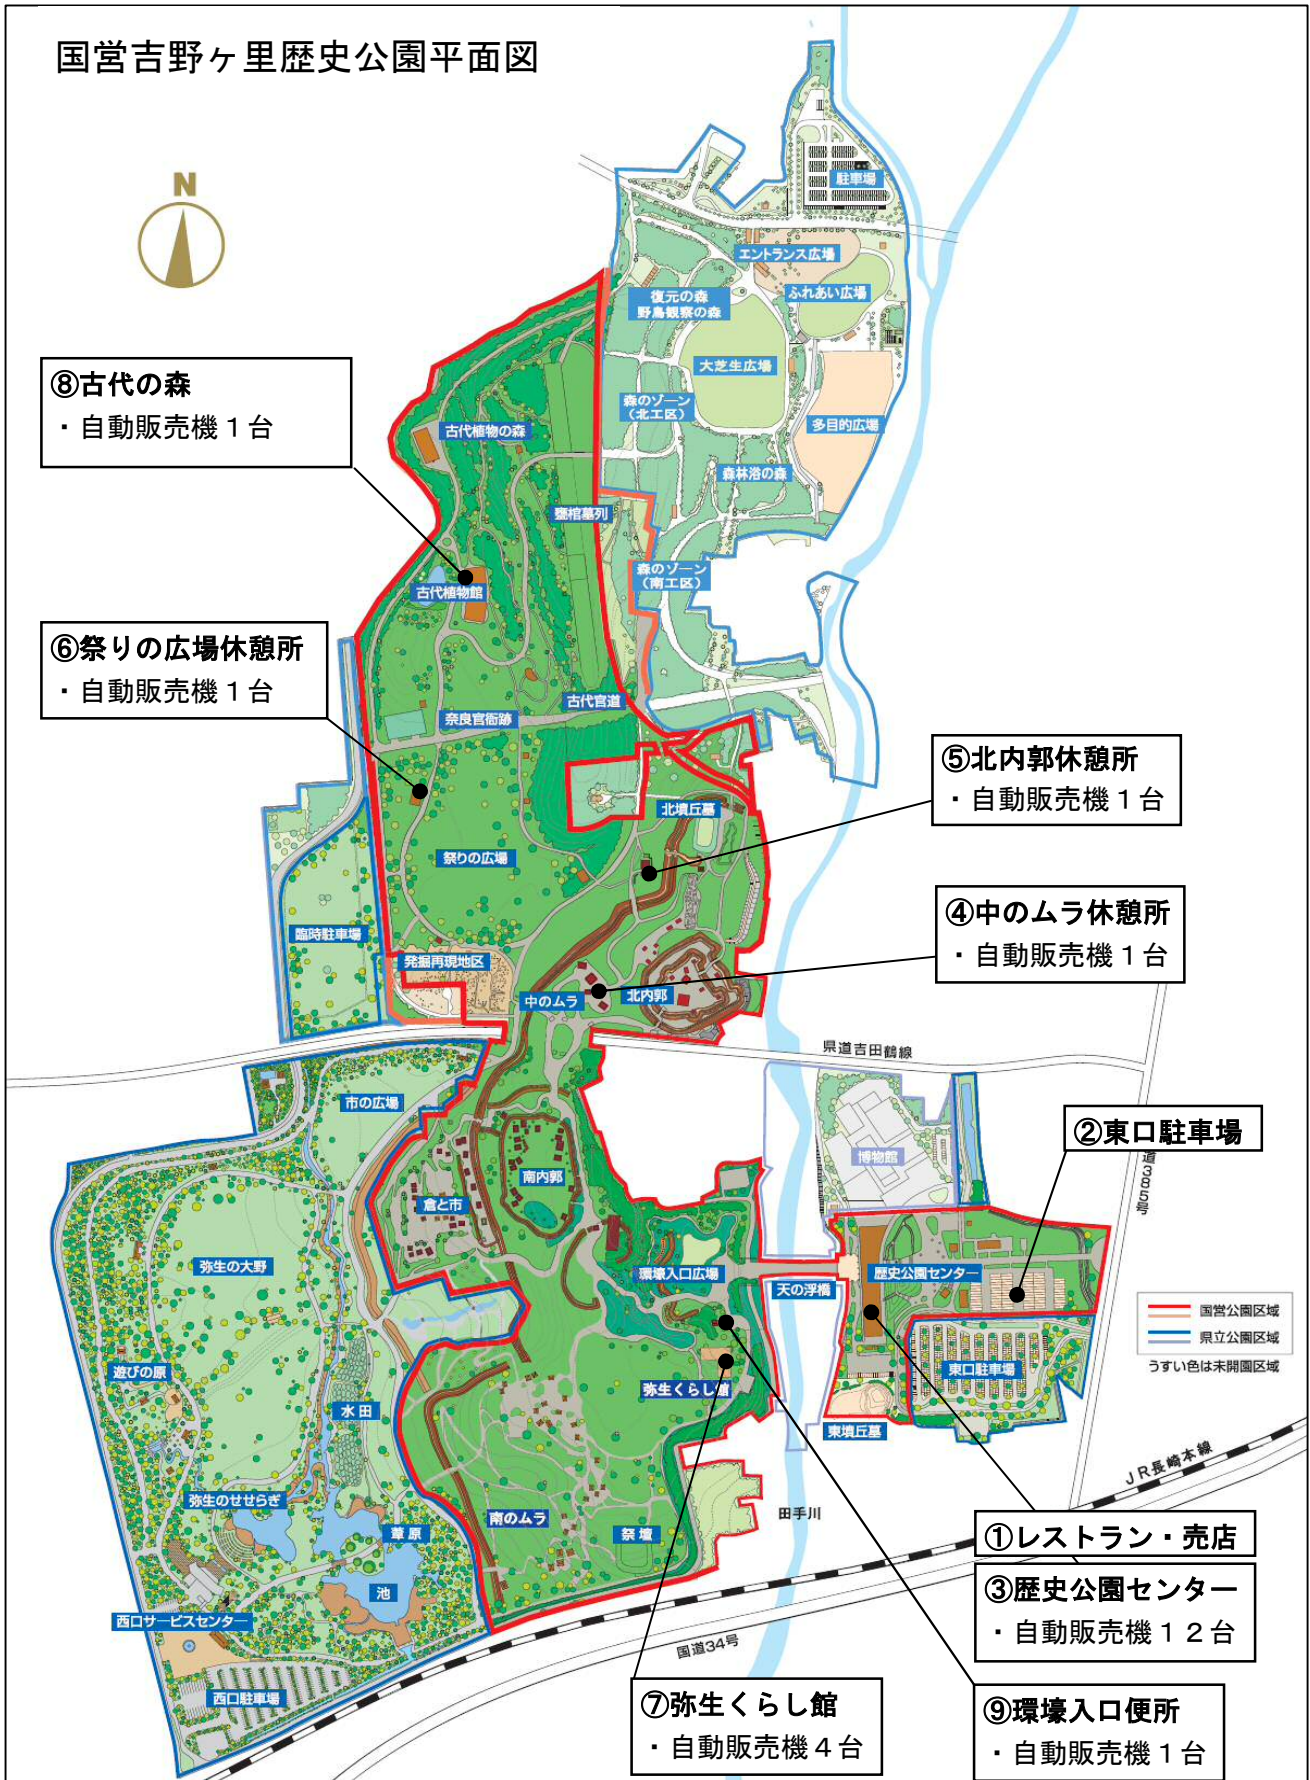 国営吉野ヶ里歴史公園平面図
N
駐車場
エントランス広場
ふれあい広場
復元の森
野鳥観察の森
大芝生広場
森のゾーン
(北工区)
多目的広場
森林浴の森
⑧古代の森
・自動販売機１台
古代植物の森
甕棺墓列
森のゾーン
(南工区)
古代植物館
⑥祭りの広場休憩所
・自動販売機１台
古代官道
奈良官衙跡
⑤北内郭休憩所
・自動販売機１台
北墳丘墓
祭りの広場
④中のムラ休憩所
・自動販売機１台
臨時駐車場
発掘再現地区
中のムラ
北内郭
県道吉田鶴線
市の広場
②東口駐車場
道385号
博物館
南内郭
倉と市
弥生の大野
環壕入口広場
歴史公園センター
天の浮橋
国営公園区域
県立公園区域
うすい色は未開園区域
遊びの原
水田
弥生くらし館
東口駐車場
東墳丘墓
JR長崎本線
弥生のせせらぎ
葦原
南のムラ
祭壇
田手川
①レストラン・売店
③歴史公園センター
・自動販売機１２台
池
西口サービスセンター
国道34号
西口駐車場
⑦弥生くらし館
・自動販売機４台
⑨環壕入口便所
・自動販売機１台